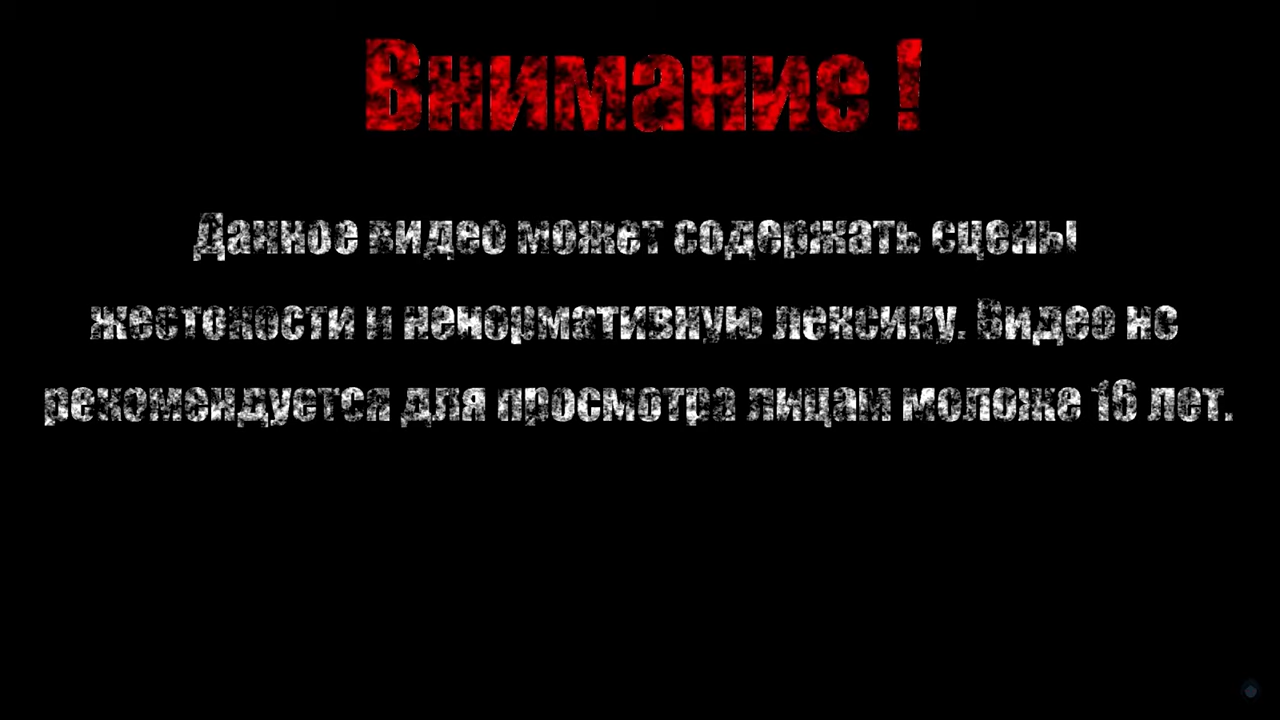 Внимание !
Данное видео может содержать сцены
жестокости и ненормативную лексику. Видео не
рекомендуется для просмотра лицам моложе 16 лет.